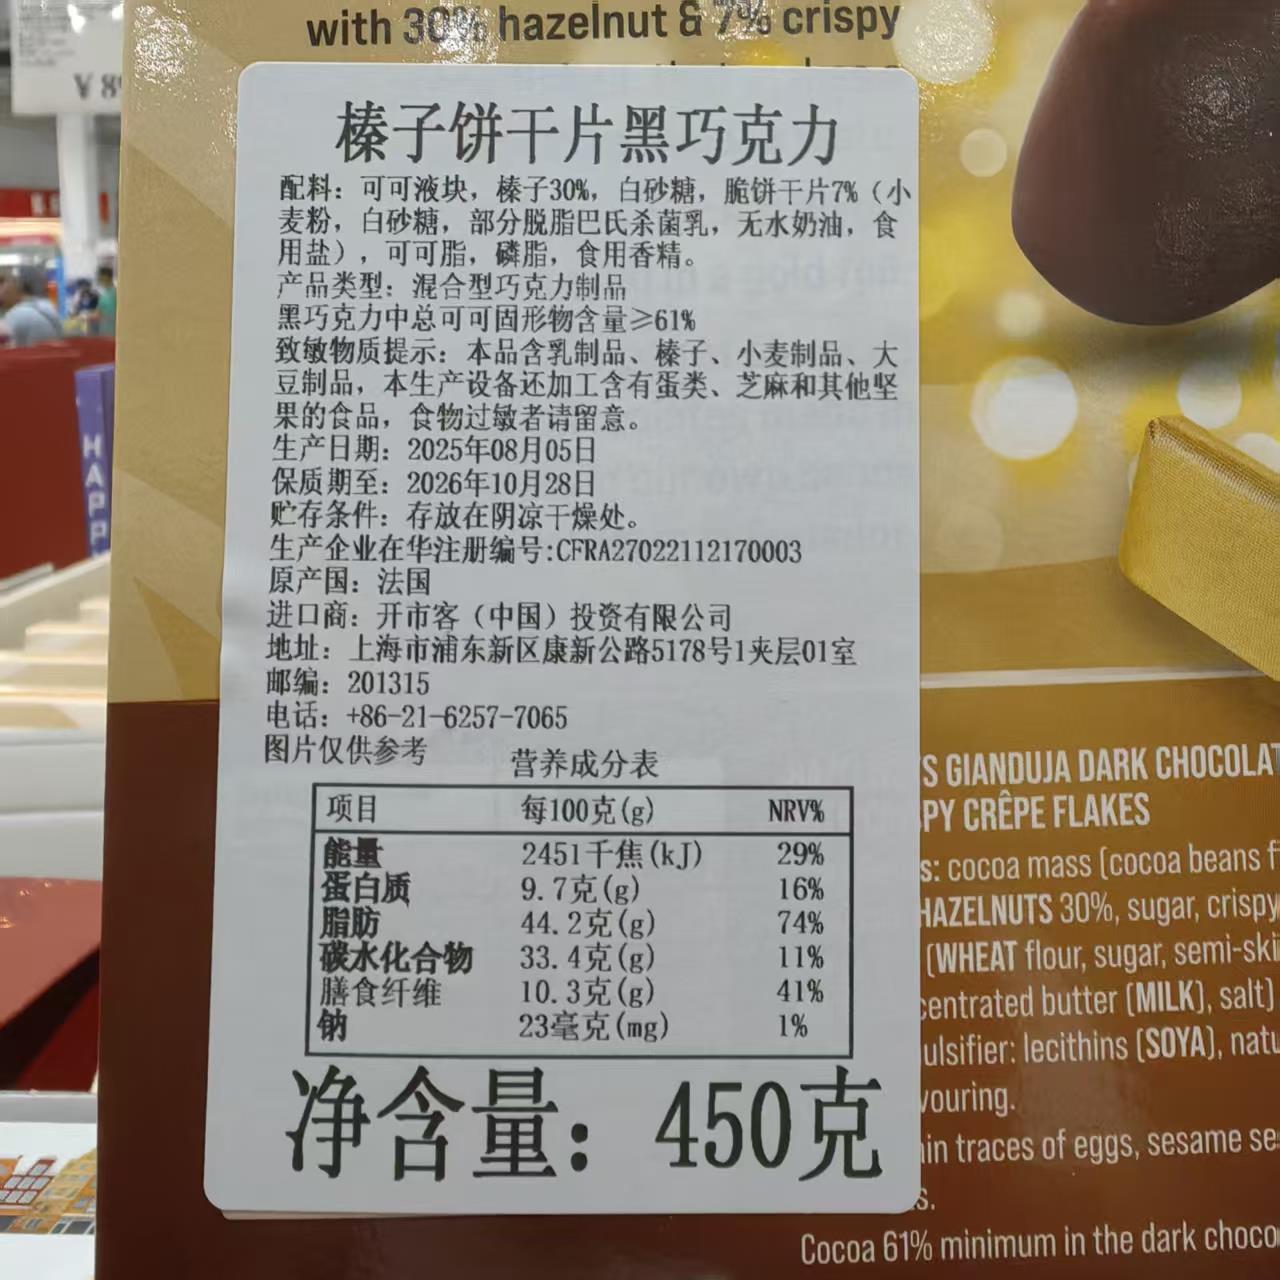 with 30% hazelnut & 7% crispy
¥ 8
榛子饼干片黑巧克力
配料：可可液块，榛子30%，白砂糖，脆饼干片7%（小
麦粉，白砂糖，部分脱脂巴氏杀菌乳，无水奶油，食
用盐），可可脂，磷脂，食用香精。
产品类型：混合型巧克力制品
黑巧克力中总可可固形物含量≥61%
致敏物质提示：本品含乳制品、榛子、小麦制品、大
豆制品，本生产设备还加工含有蛋类、芝麻和其他坚
果的食品，食物过敏者请留意。
生产日期：2025年08月05日
保质期至：2026年10月28日
贮存条件：存放在阴凉干燥处。
生产企业在华注册编号:CFRA27022112170003
原产国：法国
进口商：开市客（中国）投资有限公司
地址：上海市浦东新区康新公路5178号1夹层01室
邮编：201315
电话：+86-21-6257-7065
图片仅供参考
营养成分表
项目 每100克(g) NRV%
能量 2451千焦(kJ) 29%
蛋白质 9.7克(g) 16%
脂肪 44.2克(g) 74%
碳水化合物 33.4克(g) 11%
膳食纤维 10.3克(g) 41%
钠 23毫克(mg) 1%
净含量：450克
HAPP
'S GIANDUJA DARK CHOCOLAT
PY CRÊPE FLAKES
s: cocoa mass (cocoa beans f
HAZELNUTS 30%, sugar, crispy
(WHEAT flour, sugar, semi-ski
centrated butter (MILK), salt)
ulsifier: lecithins (SOYA), natu
vouring.
in traces of eggs, sesame se
s.
Cocoa 61% minimum in the dark choco